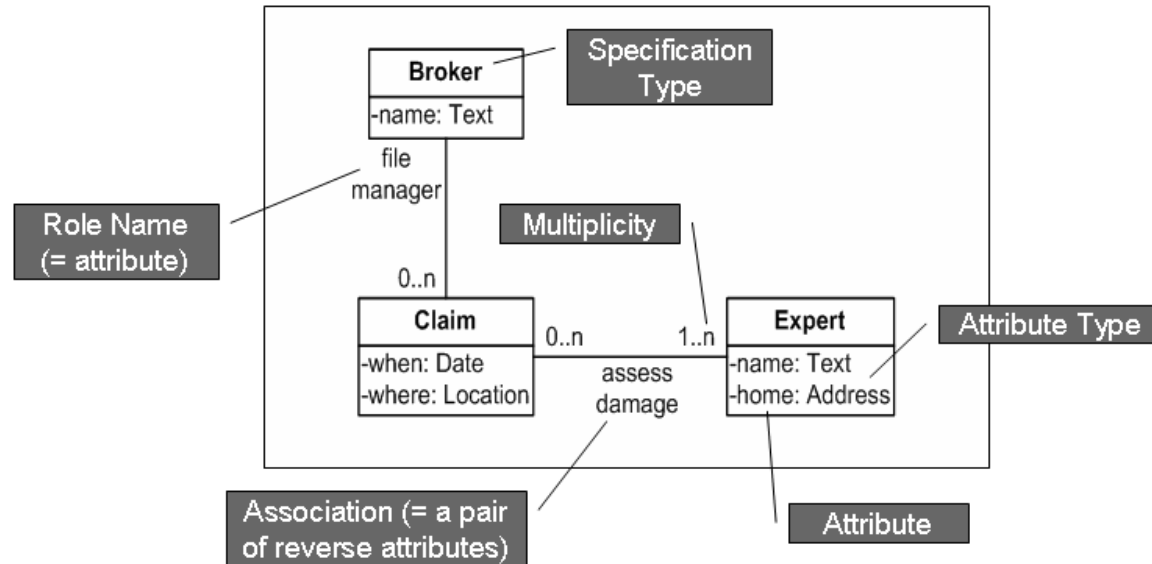 Broker
-name: Text
Specification
Type
file
manager
Role Name
(= attribute)
Multiplicity
0..n
Claim
-when: Date
-where: Location
0..n
1..n
assess
damage
Expert
-name: Text
-home: Address
Attribute Type
Association (= a pair
of reverse attributes)
Attribute